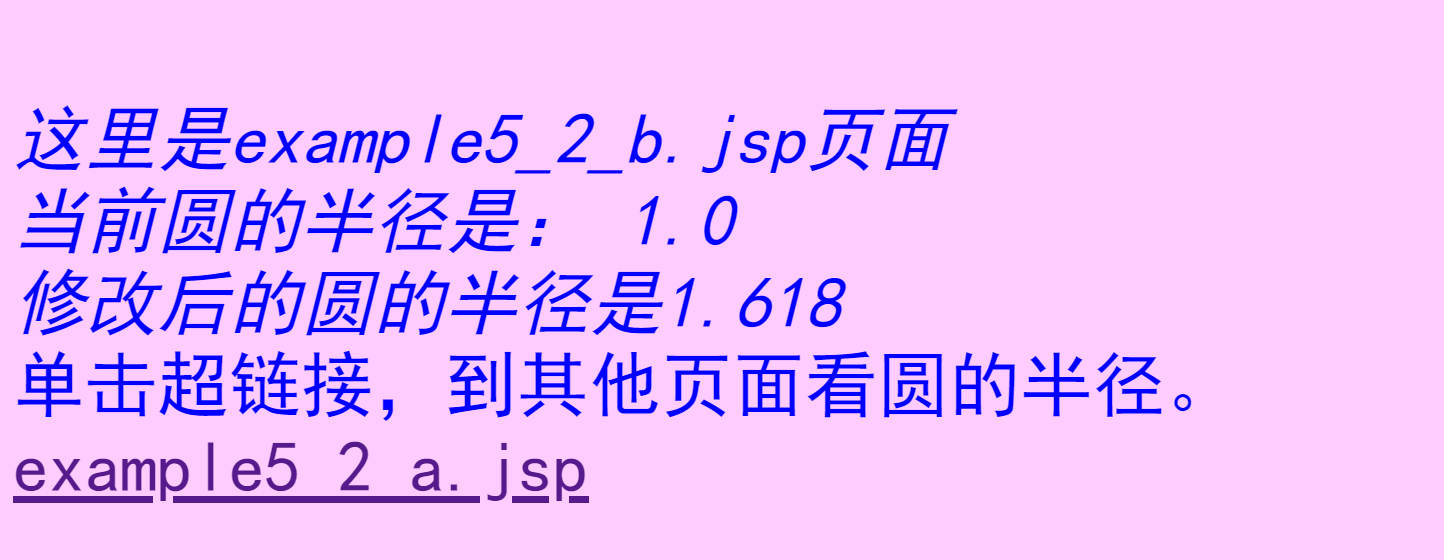 这里是example5_2_b.jsp页面
当前圆的半径是： 1.0
修改后的圆的半径是1.618
单击超链接，到其他页面看圆的半径。
example5_2_a.jsp